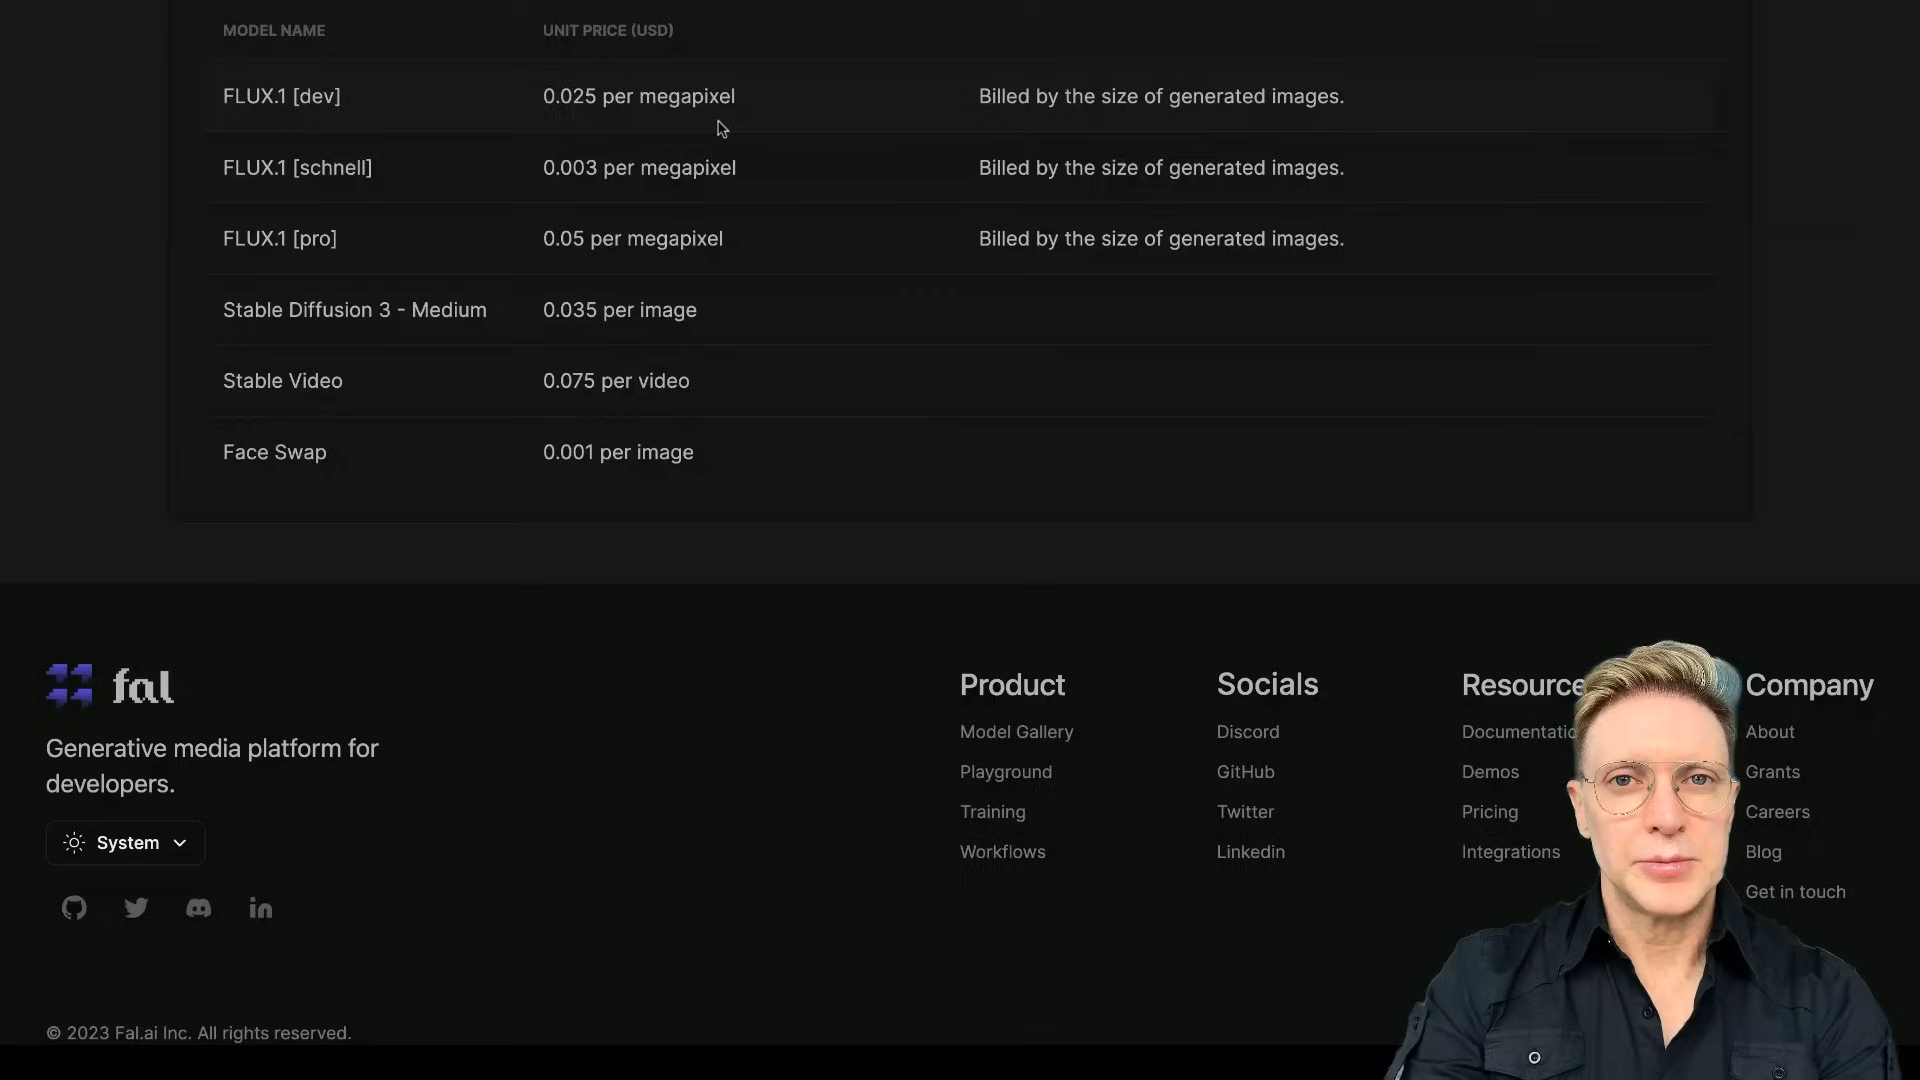 MODEL NAME UNIT PRICE (USD)
FLUX.1 [dev] 0.025 per megapixel Billed by the size of generated images.
FLUX.1 [schnell] 0.003 per megapixel Billed by the size of generated images.
FLUX.1 [pro] 0.05 per megapixel Billed by the size of generated images.
Stable Diffusion 3 - Medium 0.035 per image
Stable Video 0.075 per video
Face Swap 0.001 per image
fal
Generative media platform for
developers.
System
Product
Model Gallery
Playground
Training
Workflows
Socials
Discord
GitHub
Twitter
Linkedin
Resource
Documentatio
Demos
Pricing
Integrations
Company
About
Grants
Careers
Blog
Get in touch
in
© 2023 Fal.ai Inc. All rights reserved.